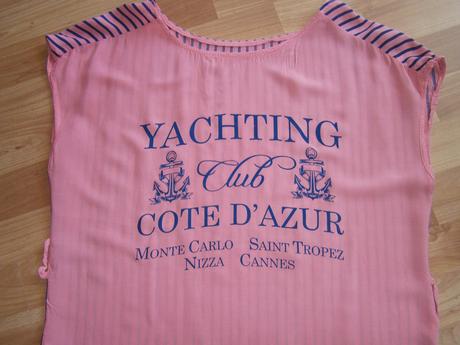 YACHTING
Club
COTE D'AZUR
MONTE CARLO SAINT TROPEZ
NIZZA CANNES